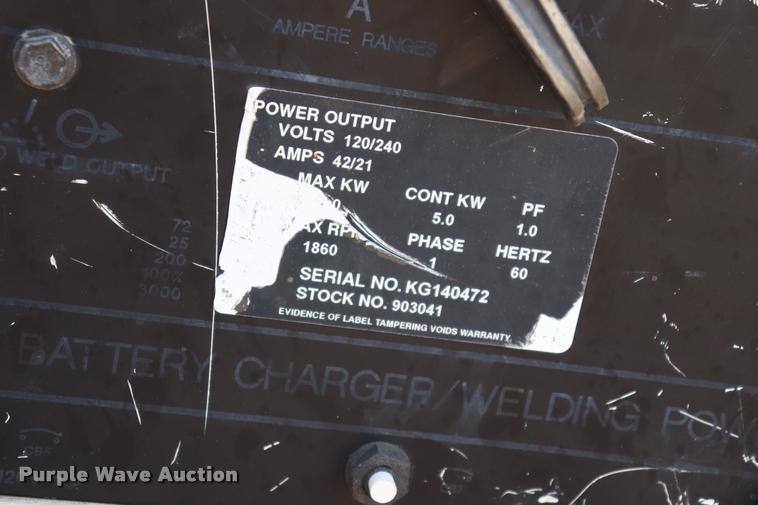 A
AMPERE RANGES
WELD OUTPUT
POWER OUTPUT
VOLTS 120/240
AMPS 42/21
MAX KW CONT KW PF
5.0 1.0
PHASE HERTZ
1860 1 60
SERIAL NO. KG140472
STOCK NO. 903041
EVIDENCE OF LABEL TAMPERING VOIDS WARRANTY.
72
25
200
100%
3000
BATTERY CHARGER/WELDING
CB5
Purple Wave Auction